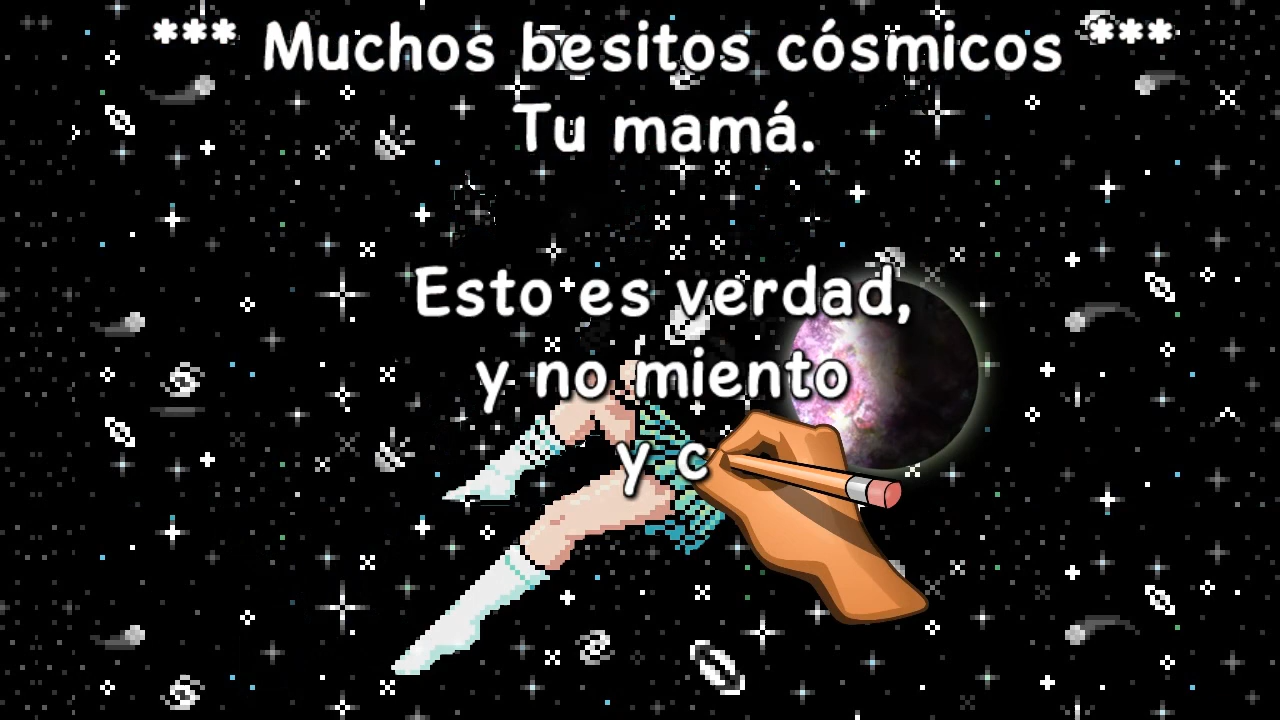 *** Muchos besitos cósmicos ***
Tu mamá.
Esto es verdad,
y no miento
y c